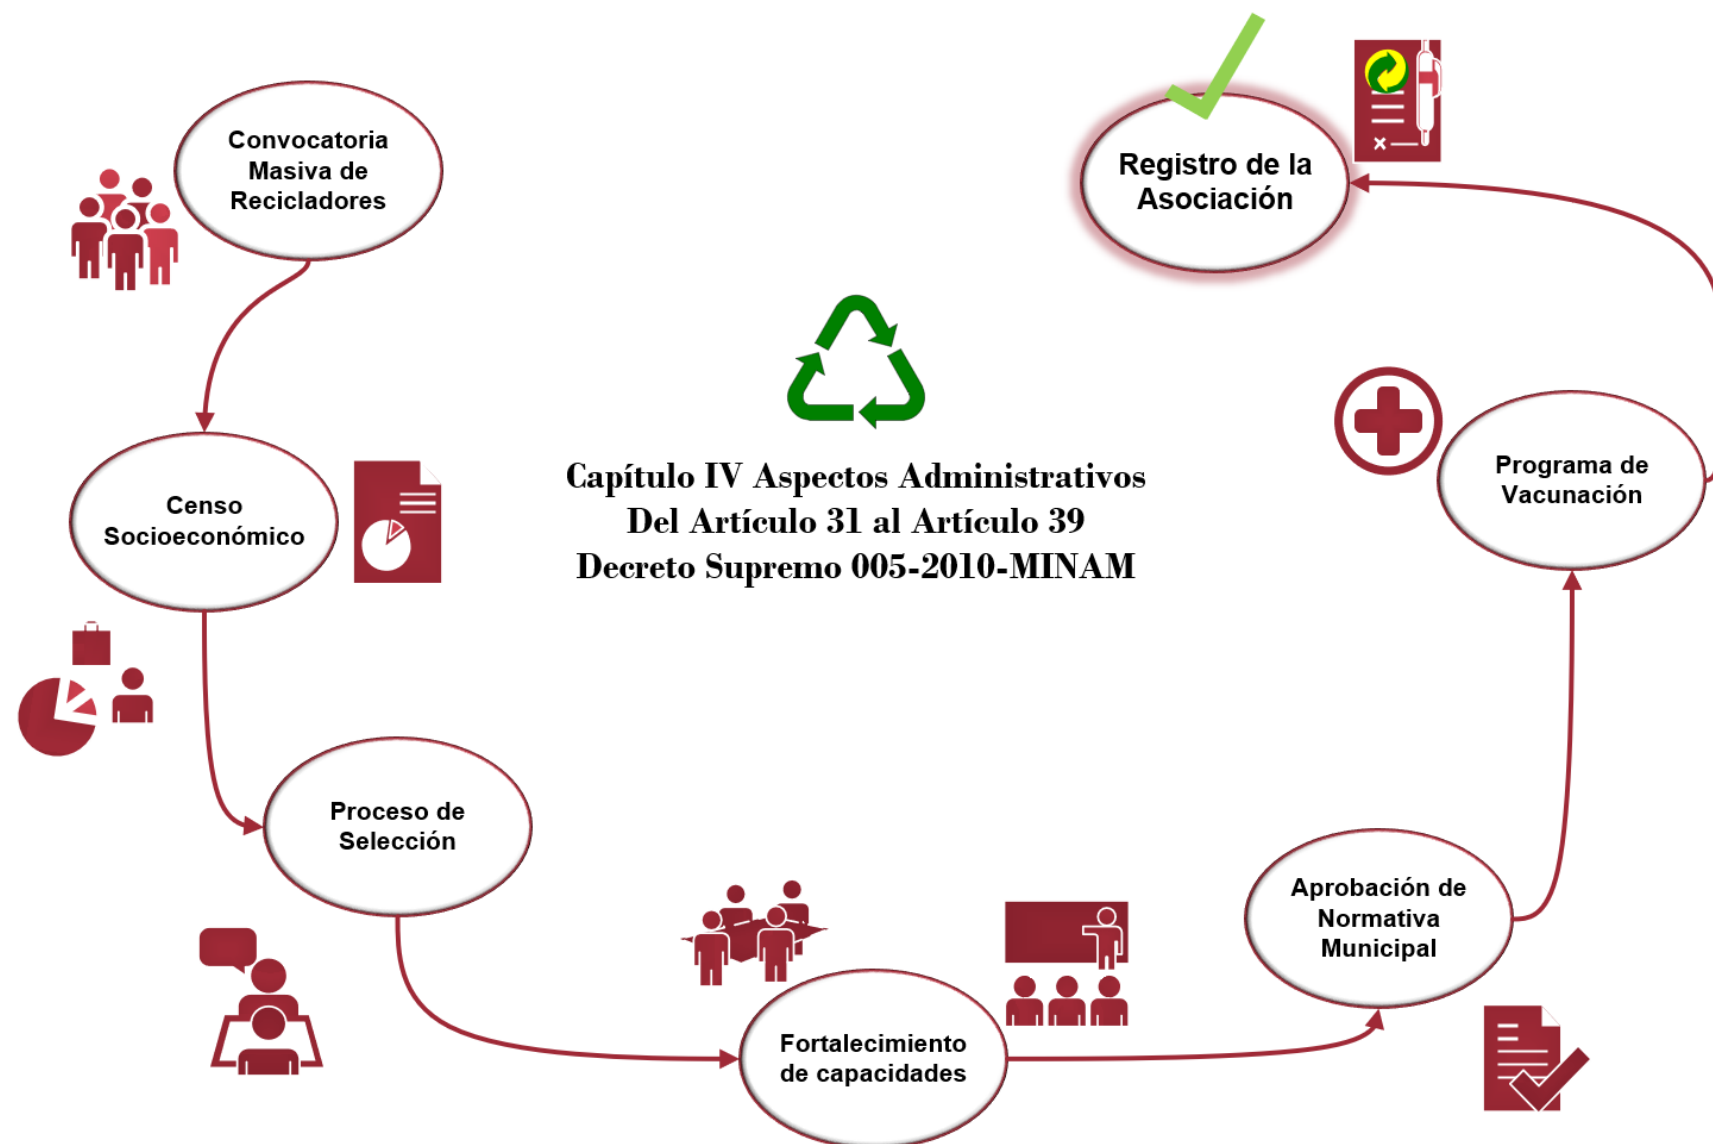 Convocatoria
Masiva de
Recicladores
Registro de la
Asociación
Censo
Socioeconómico
Capítulo IV Aspectos Administrativos
Del Artículo 31 al Artículo 39
Decreto Supremo 005-2010-MINAM
Programa de
Vacunación
Proceso de
Selección
Fortalecimiento
de capacidades
Aprobación de
Normativa
Municipal